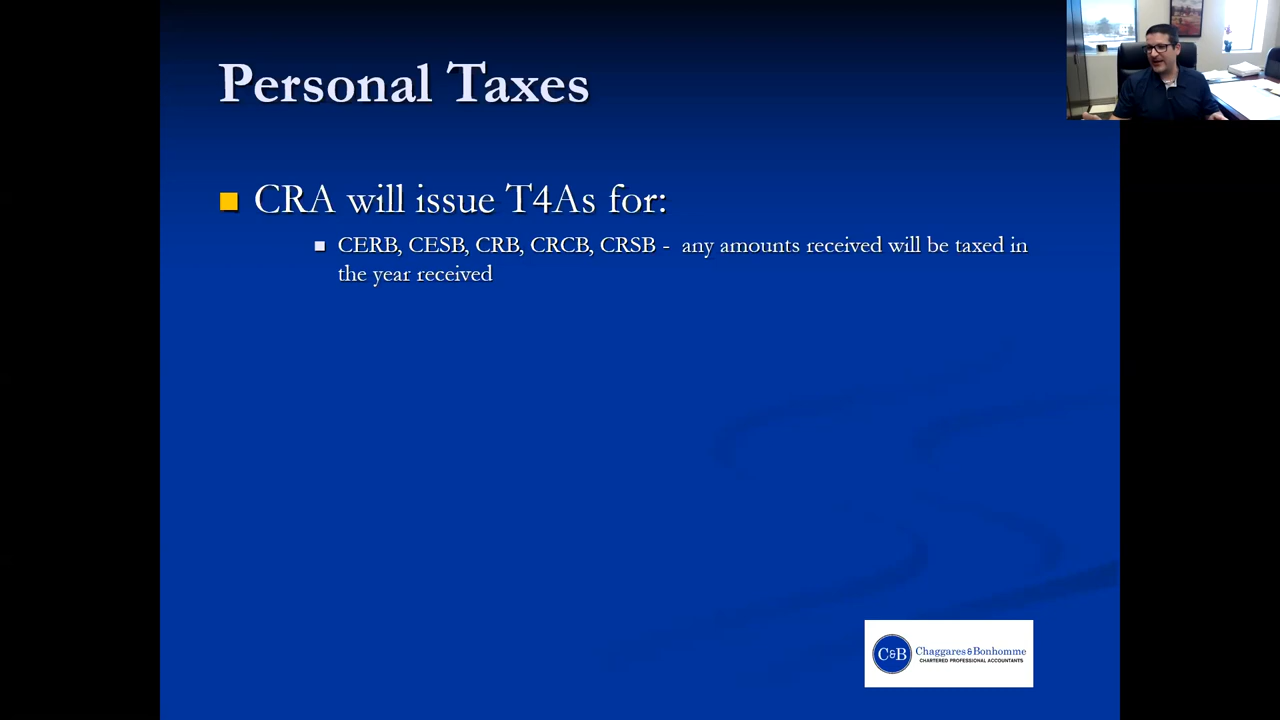 Personal Taxes
CRA will issue T4As for:
CERB, CESB, CRB, CRCB, CRSB - any amounts received will be taxed in
the year received
C&B
Chaggares & Bonhomme
CHARTERED PROFESSIONAL ACCOUNTANTS